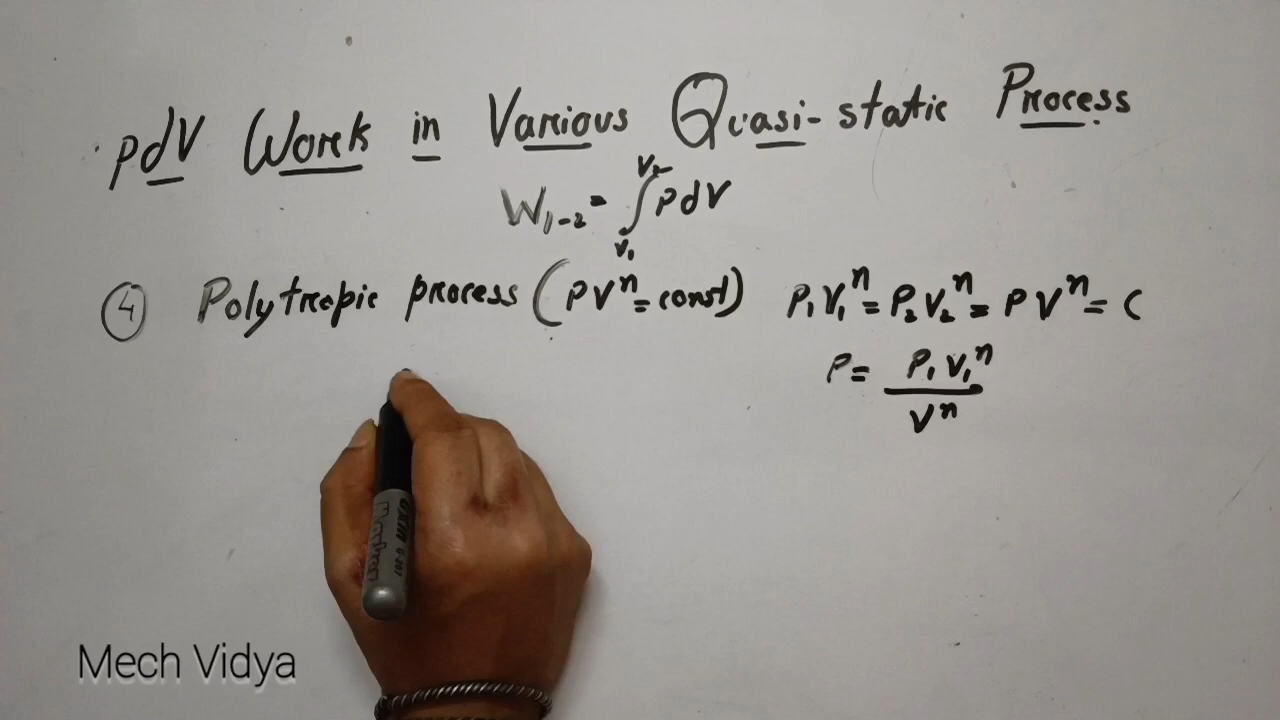 pdV Work in Various Quasi-static Process
W₁₋₂ = ∫ᵥ₁ⱽ² PdV
④ Polytropic process (PVⁿ = const) P₁V₁ⁿ = P₂V₂ⁿ = PVⁿ = C
P = P₁V₁ⁿ / Vⁿ
Mech Vidya